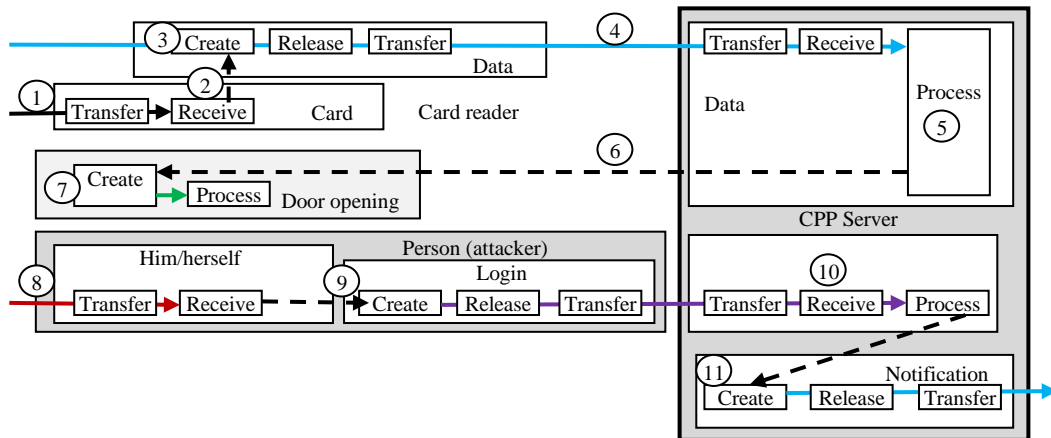 3
Create
Release
Transfer
4
Transfer
Receive
Data
1
2
Transfer
Receive
Card
Card reader
Data
Process
5
6
7
Create
Process
Door opening
CPP Server
Person (attacker)
Him/herself
8
Transfer
Receive
9
Login
Create
Release
Transfer
10
Transfer
Receive
Process
11
Notification
Create
Release
Transfer